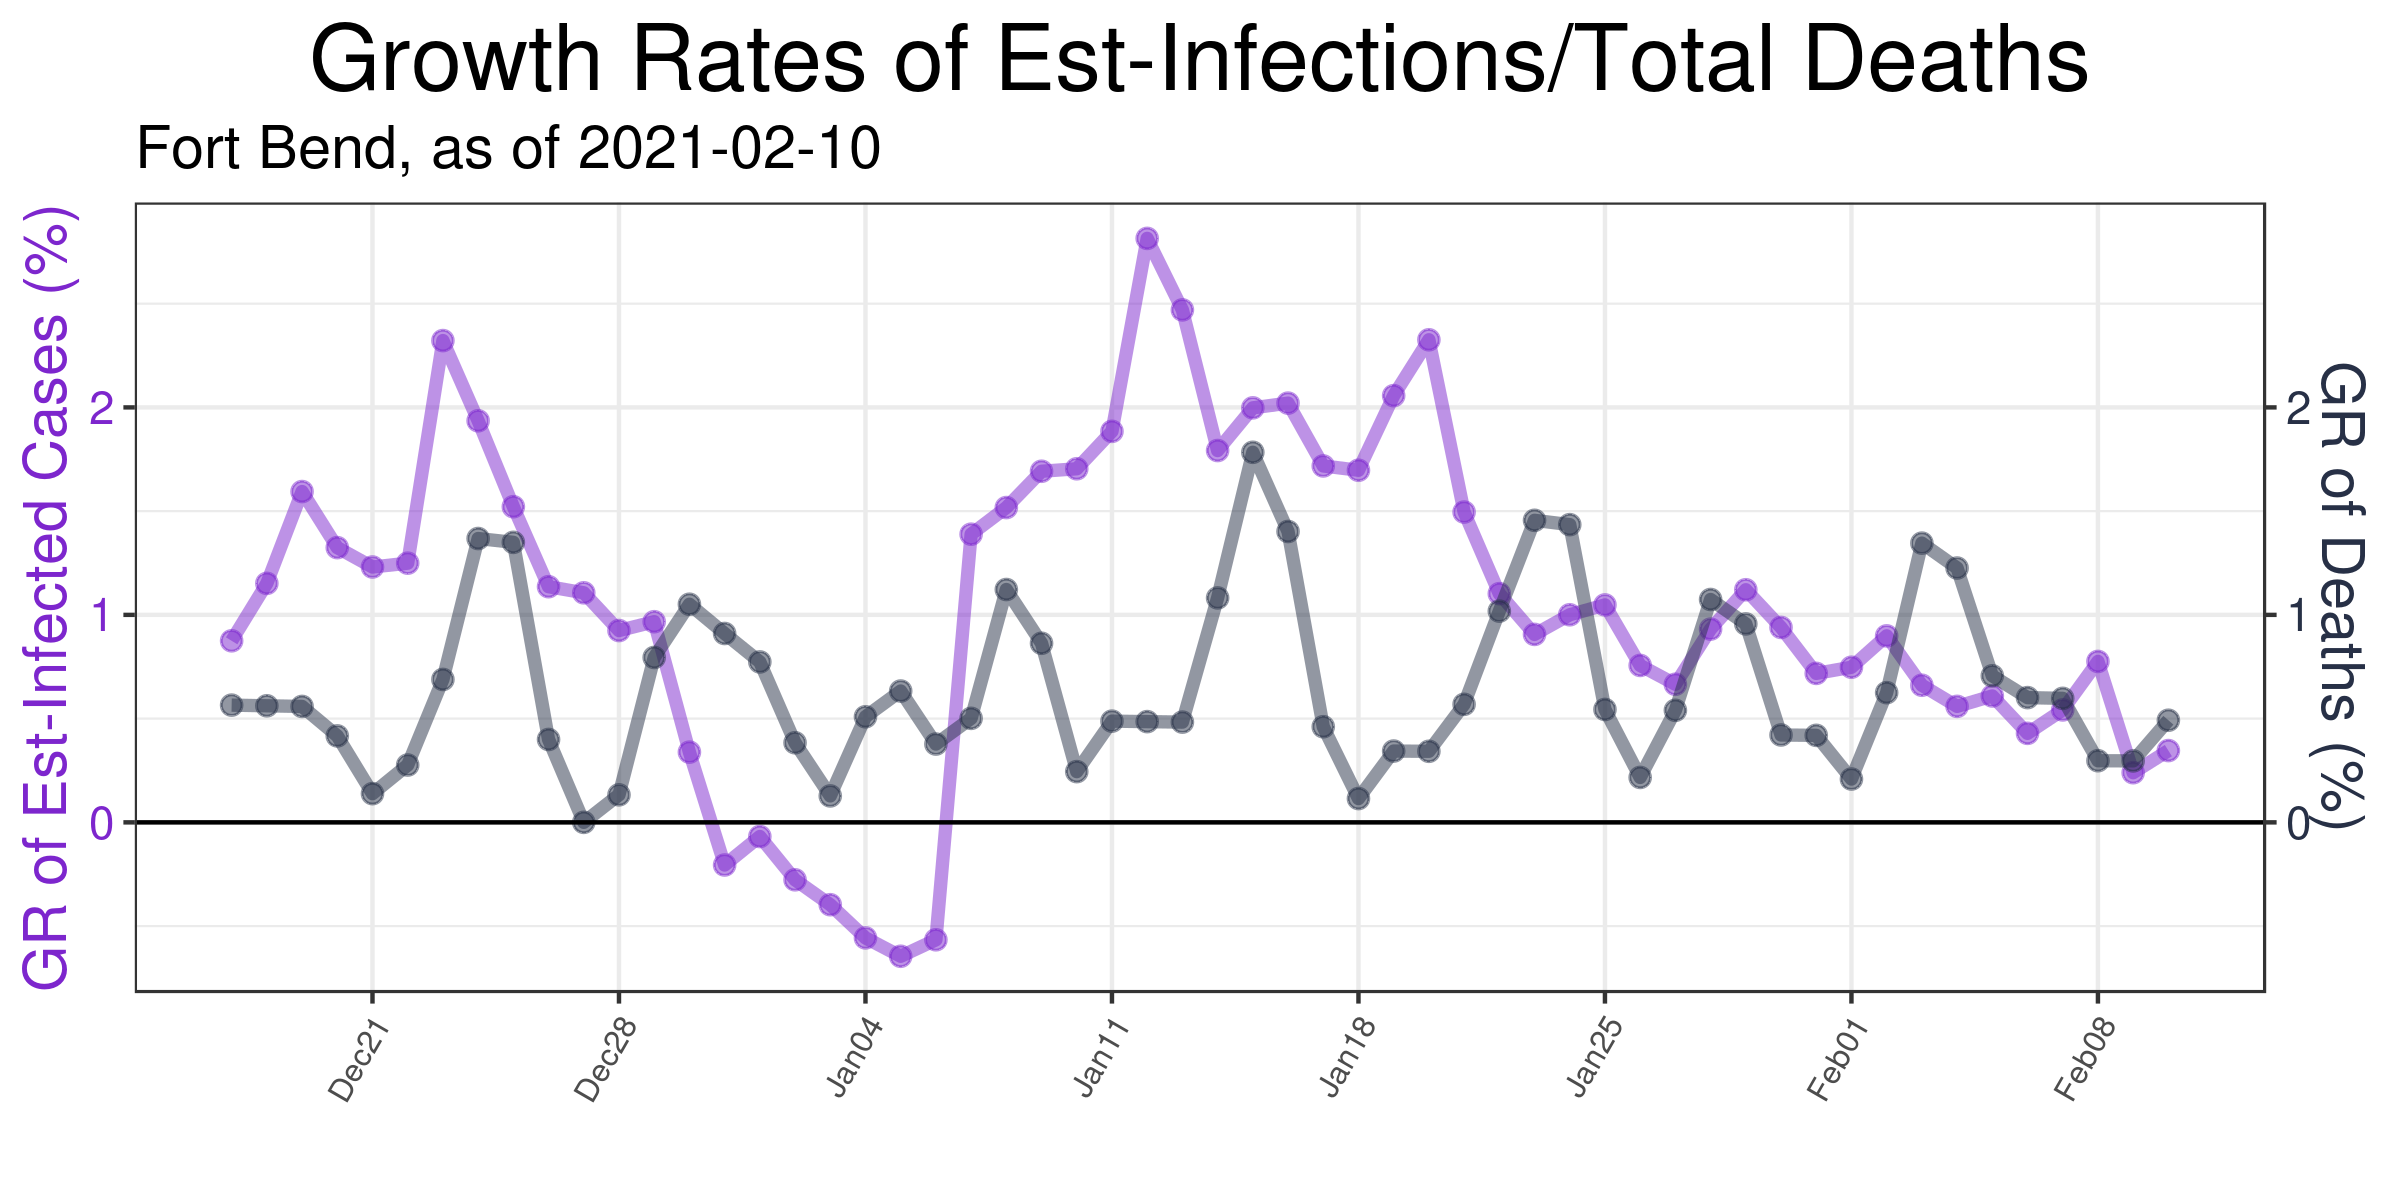 Growth Rates of Est-Infections/Total Deaths
Fort Bend, as of 2021-02-10
GR of Est-Infected Cases (%)
2
1
0
2
1
0
GR of Deaths (%)
Dec21
Dec28
Jan04
Jan11
Jan18
Jan25
Feb01
Feb08